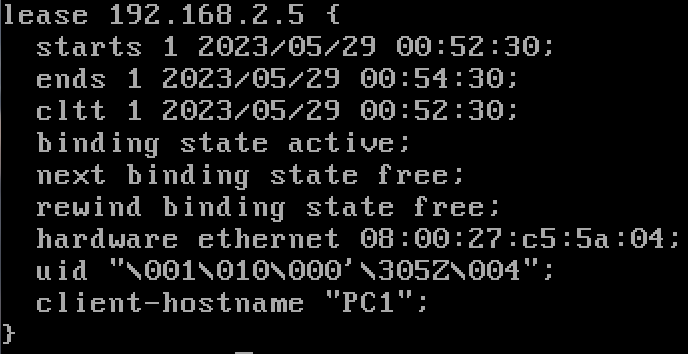 lease 192.168.2.5 {
  starts 1 2023/05/29 00:52:30;
  ends 1 2023/05/29 00:54:30;
  cltt 1 2023/05/29 00:52:30;
  binding state active;
  next binding state free;
  rewind binding state free;
  hardware ethernet 08:00:27:c5:5a:04;
  uid "\001\010\000'\305Z\004";
  client-hostname "PC1";
}